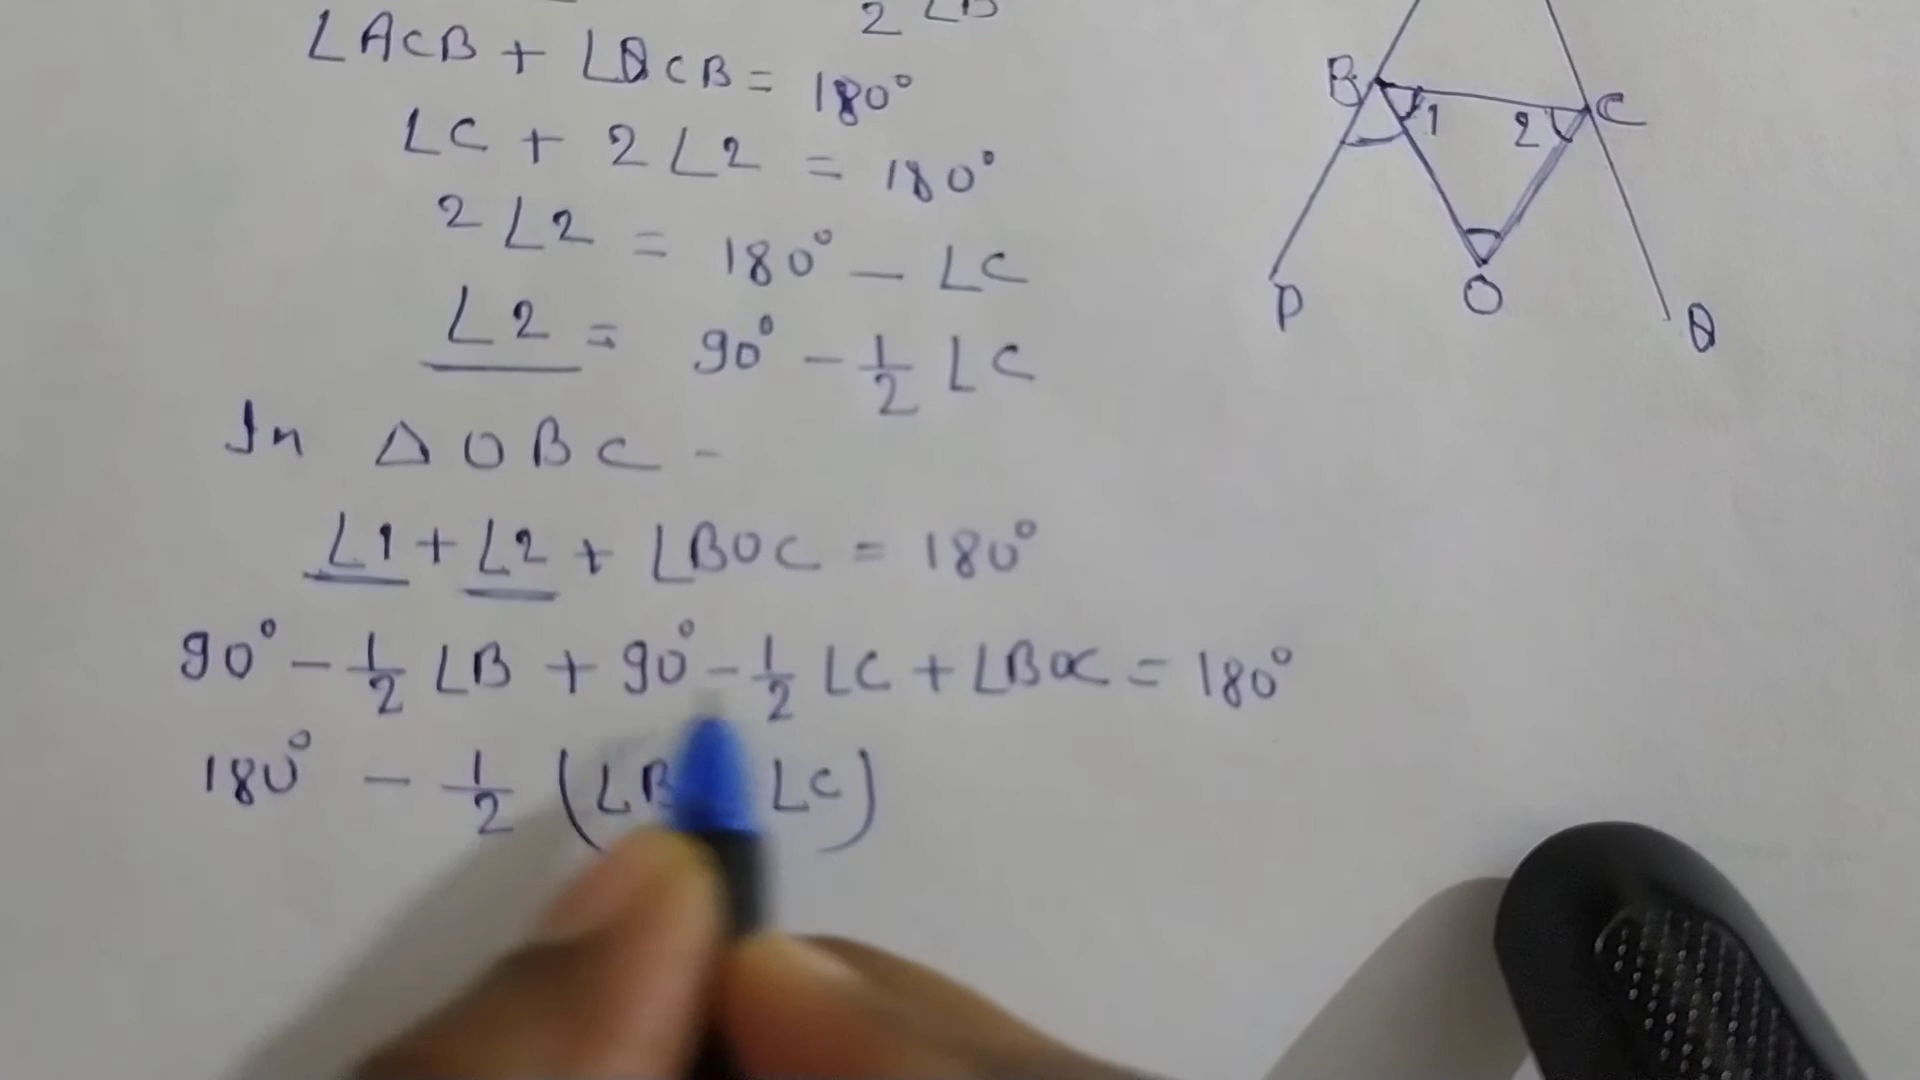 2 ∠B
∠ACB + ∠QCB = 180°
∠C + 2∠2 = 180°
2∠2 = 180° - ∠C
∠2 = 90° - 1/2 ∠C
In △OBC -
∠1 + ∠2 + ∠BOC = 180°
90° - 1/2 ∠B + 90° - 1/2 ∠C + ∠BOC = 180°
180° - 1/2 (∠B ∠C)
B 1 2 C
P O Q